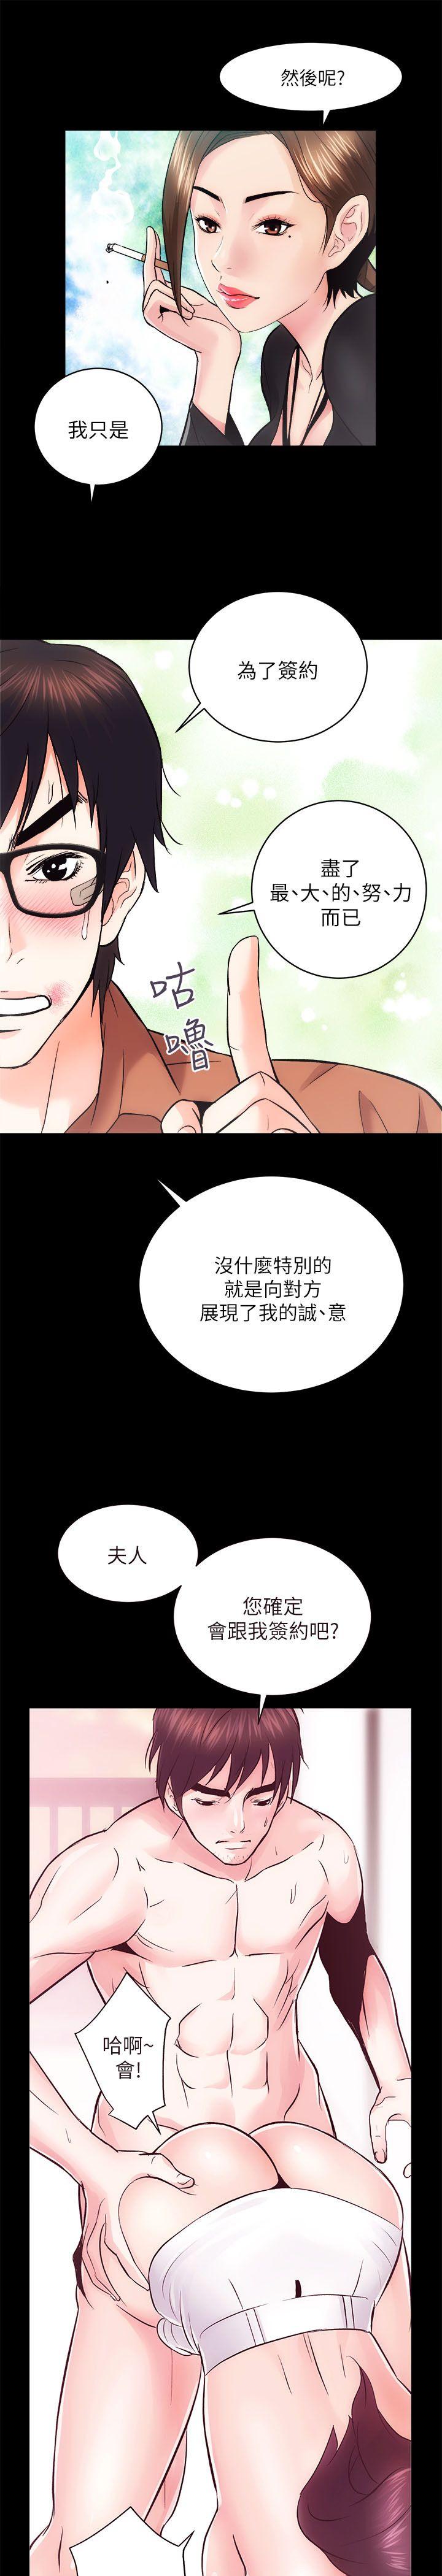 然後呢?
我只是
為了簽約
盡了
最、大、的、努、力
而已
咕
嚕
沒什麼特別的
就是向對方
展現了我的誠、意
夫人
您確定
會跟我簽約吧?
哈啊~
會!